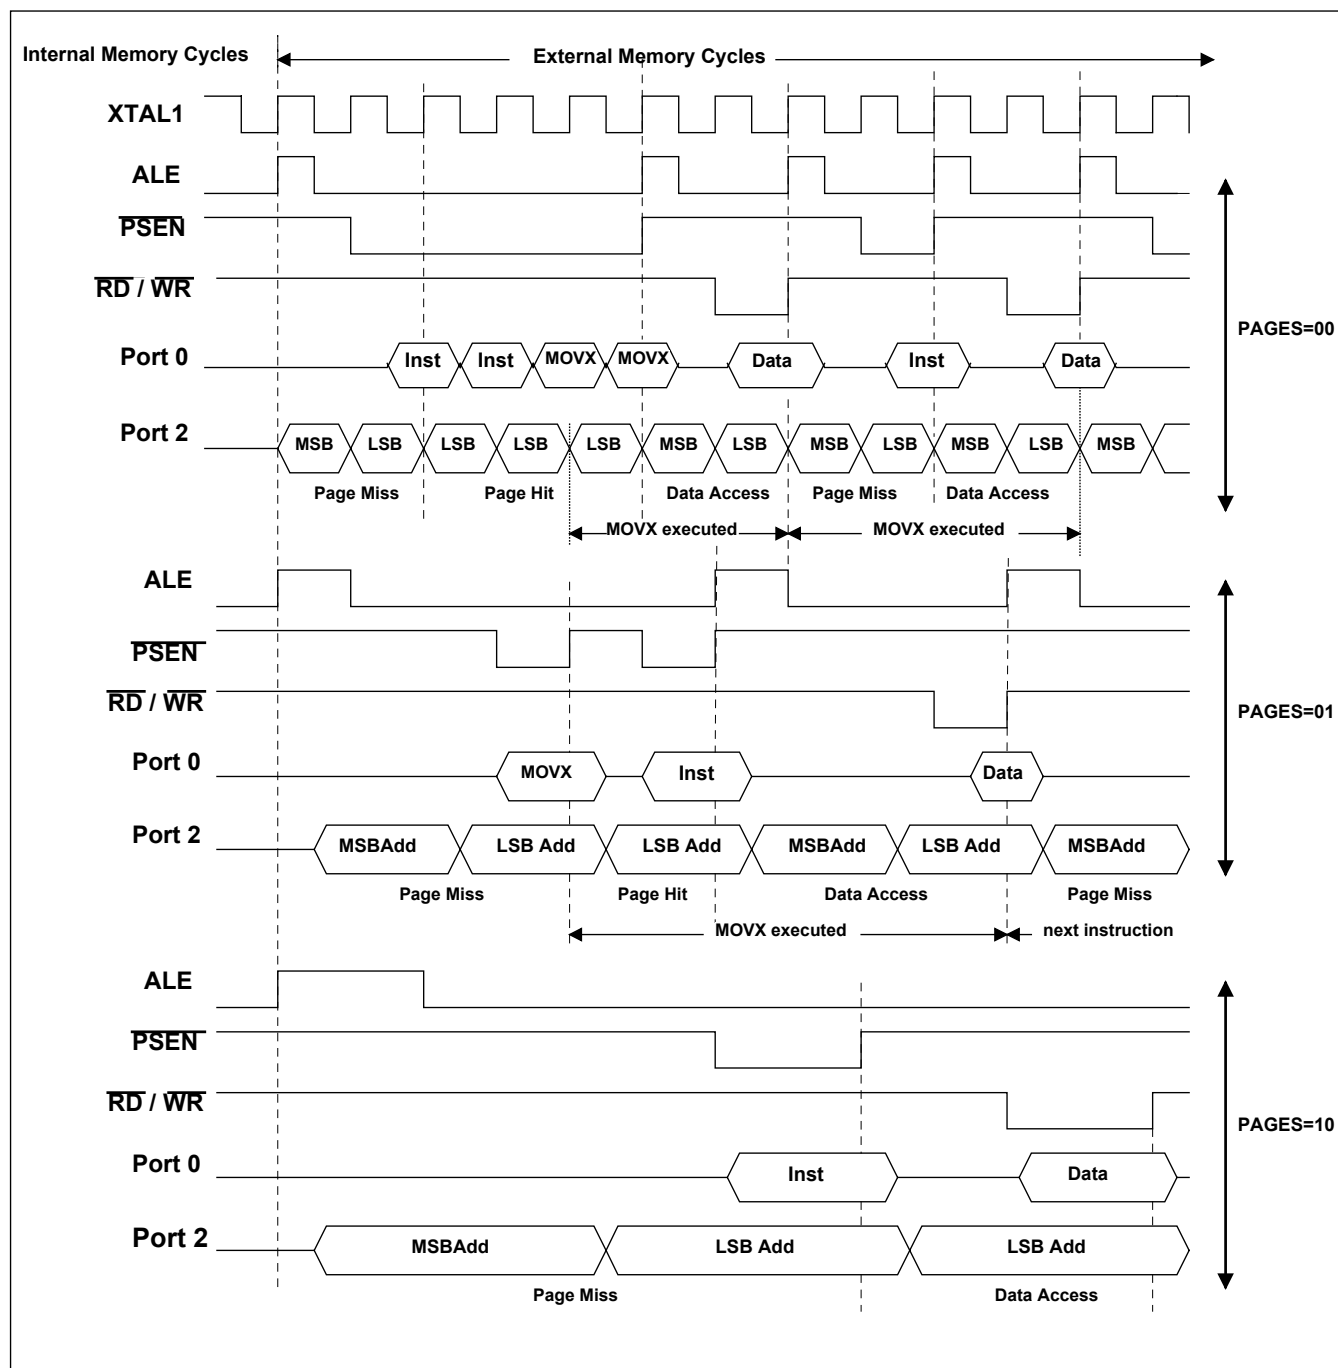 Internal Memory Cycles External Memory Cycles
XTAL1
ALE
PSEN
RD / WR
PAGES=00
Port 0 Inst Inst MOVX MOVX Data Inst Data
Port 2 MSB LSB LSB LSB LSB MSB LSB MSB LSB MSB LSB MSB
Page Miss Page Hit Data Access Page Miss Data Access
MOVX executed MOVX executed
ALE
PSEN
RD / WR
PAGES=01
Port 0 MOVX Inst Data
Port 2 MSBAdd LSB Add LSB Add MSBAdd LSB Add MSBAdd
Page Miss Page Hit Data Access Page Miss
MOVX executed next instruction
ALE
PSEN
RD / WR
PAGES=10
Port 0 Inst Data
Port 2 MSBAdd LSB Add LSB Add
Page Miss Data Access